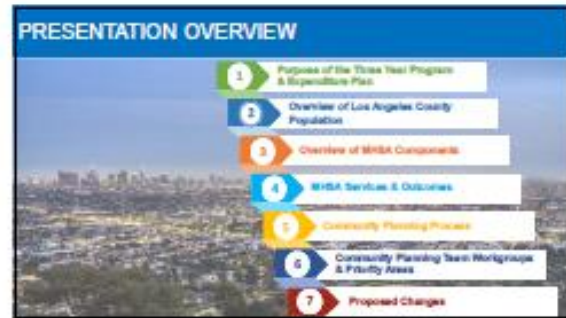 PRESENTATION OVERVIEW
1
Purpose of the Three Year Program
& Expenditure Plan
2
Overview of Los Angeles County
Population
3
Overview of MHSA Components
4
MHSA Services & Outcomes
5
Community Planning Process
6
Community Planning Team Workgroups
& Priority Areas
7
Proposed Changes